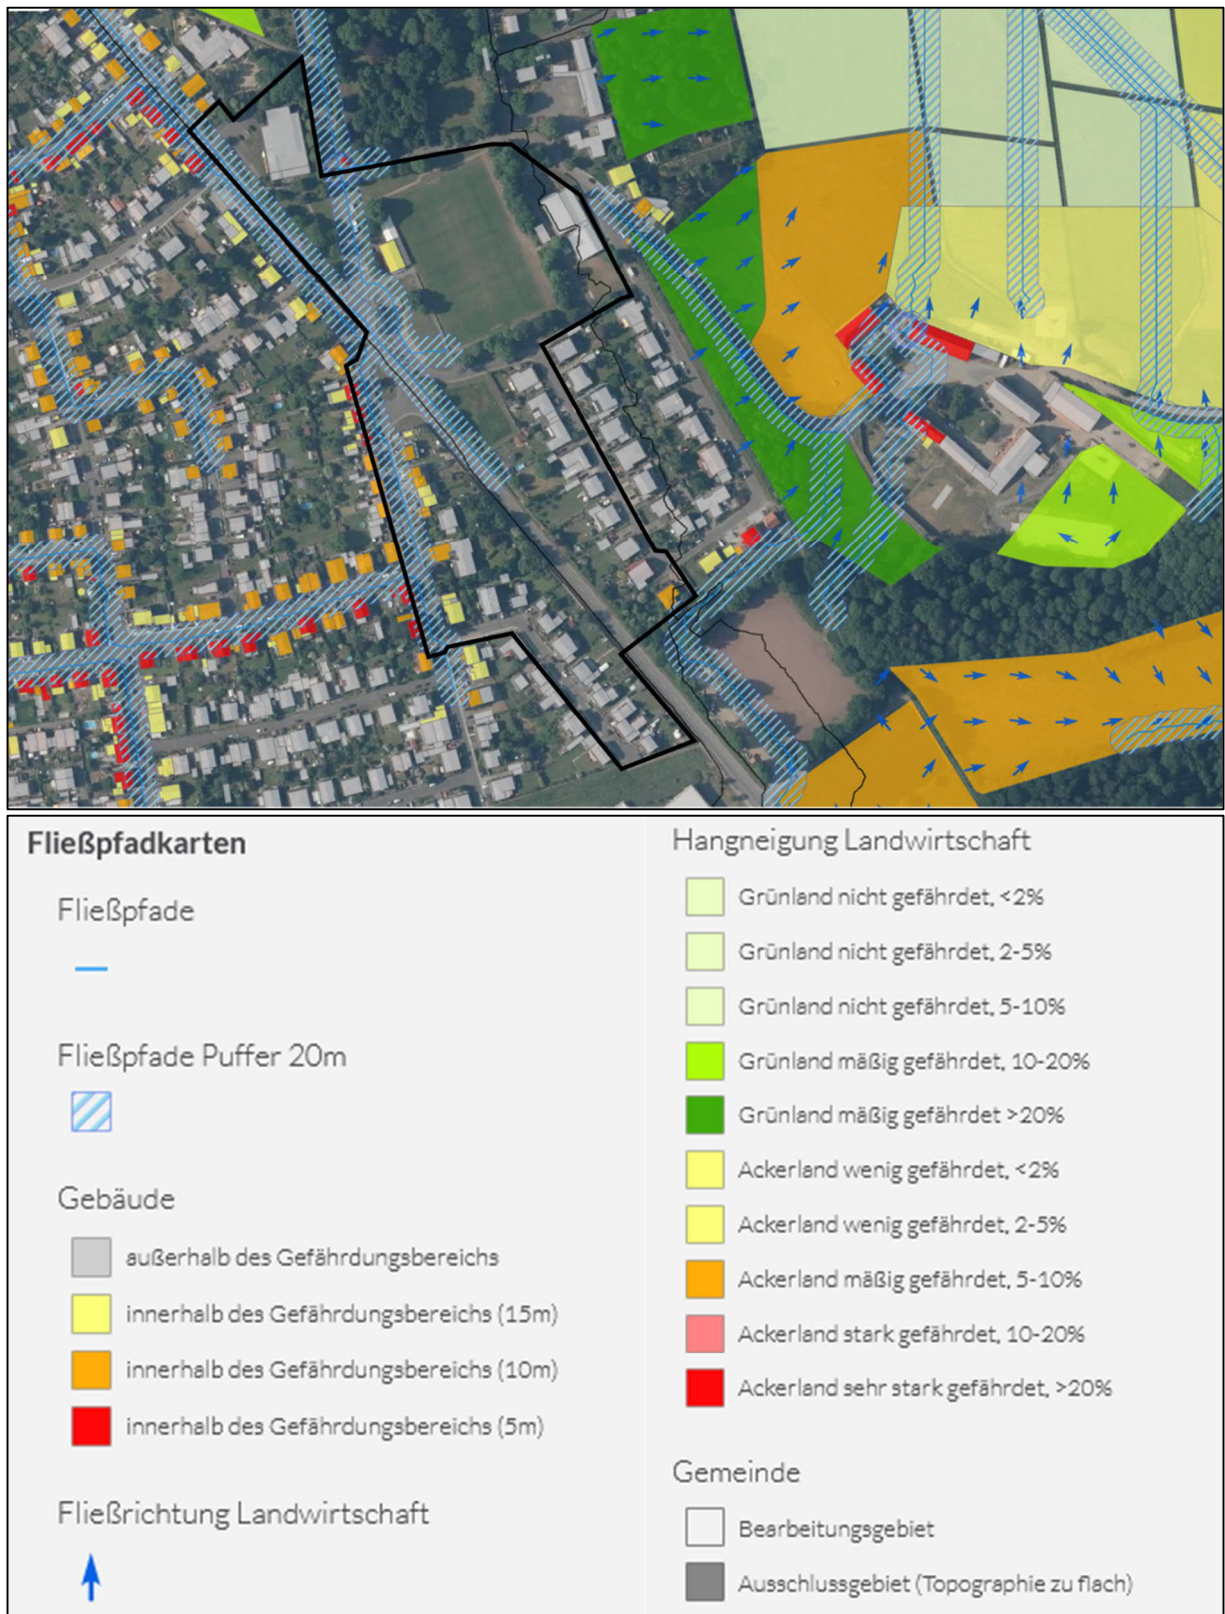 Fließpfadkarten
Fließpfade
Fließpfade Puffer 20m
Gebäude
außerhalb des Gefährdungsbereichs
innerhalb des Gefährdungsbereichs (15m)
innerhalb des Gefährdungsbereichs (10m)
innerhalb des Gefährdungsbereichs (5m)
Fließrichtung Landwirtschaft
Hangneigung Landwirtschaft
Grünland nicht gefährdet, <2%
Grünland nicht gefährdet, 2-5%
Grünland nicht gefährdet, 5-10%
Grünland mäßig gefährdet, 10-20%
Grünland mäßig gefährdet >20%
Ackerland wenig gefährdet, <2%
Ackerland wenig gefährdet, 2-5%
Ackerland mäßig gefährdet, 5-10%
Ackerland stark gefährdet, 10-20%
Ackerland sehr stark gefährdet, >20%
Gemeinde
Bearbeitungsgebiet
Ausschlussgebiet (Topographie zu flach)